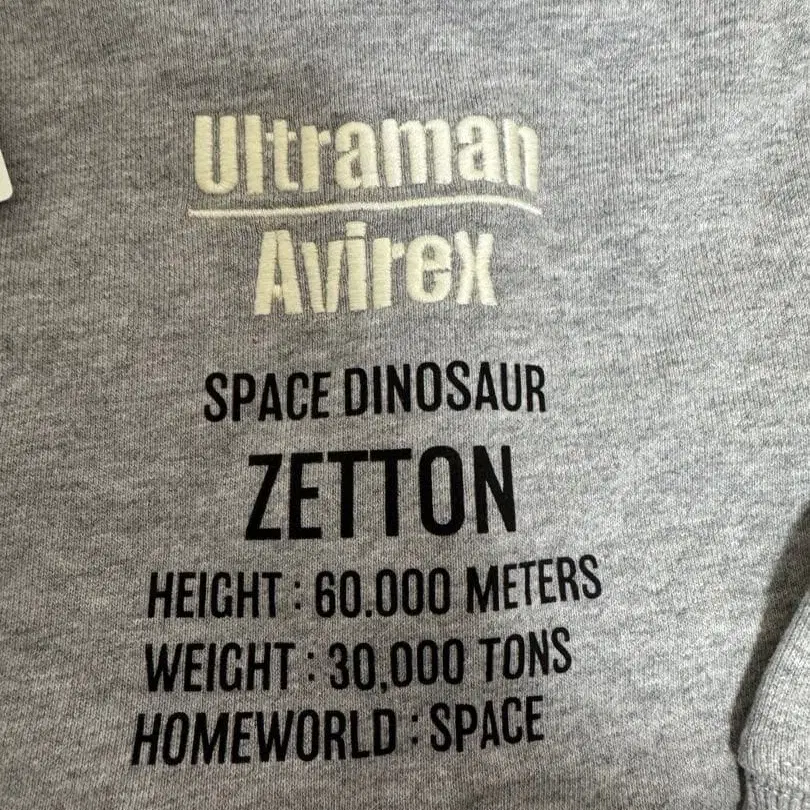 Ultraman
Avirex
SPACE DINOSAUR
ZETTON
HEIGHT : 60.000 METERS
WEIGHT : 30,000 TONS
HOMEWORLD : SPACE